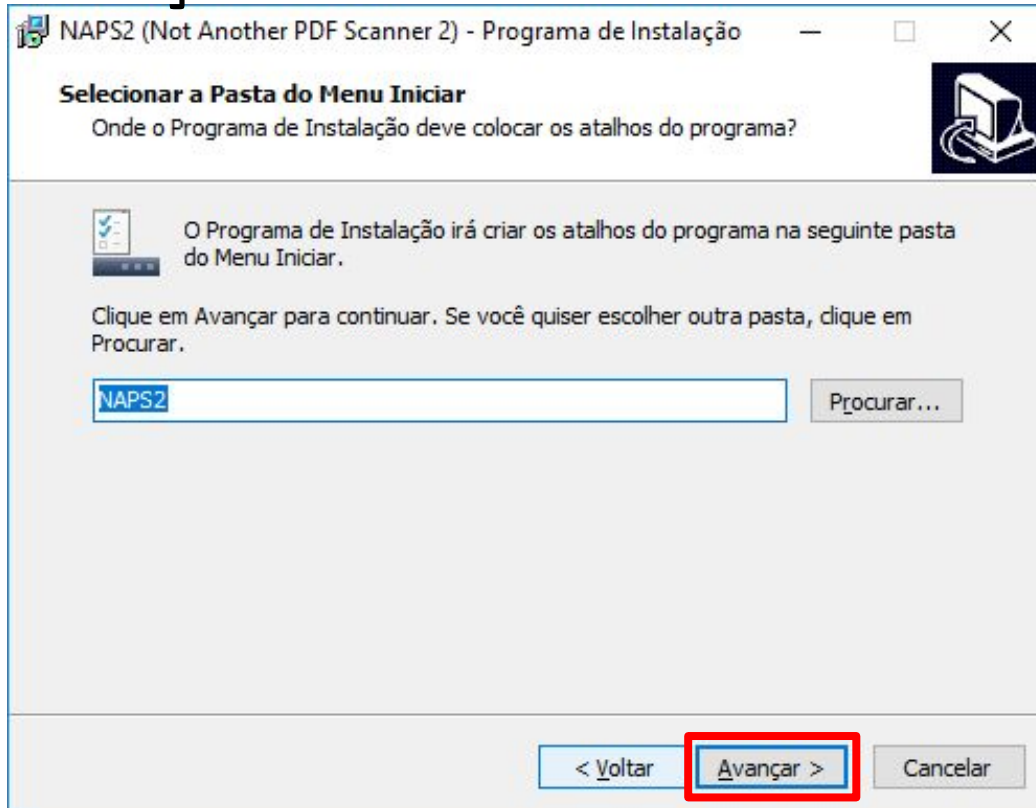 NAPS2 (Not Another PDF Scanner 2) - Programa de Instalação
Selecionar a Pasta do Menu Iniciar
Onde o Programa de Instalação deve colocar os atalhos do programa?
O Programa de Instalação irá criar os atalhos do programa na seguinte pasta
do Menu Iniciar.
Clique em Avançar para continuar. Se você quiser escolher outra pasta, clique em
Procurar.
NAPS2
Procurar...
< Voltar
Avançar >
Cancelar